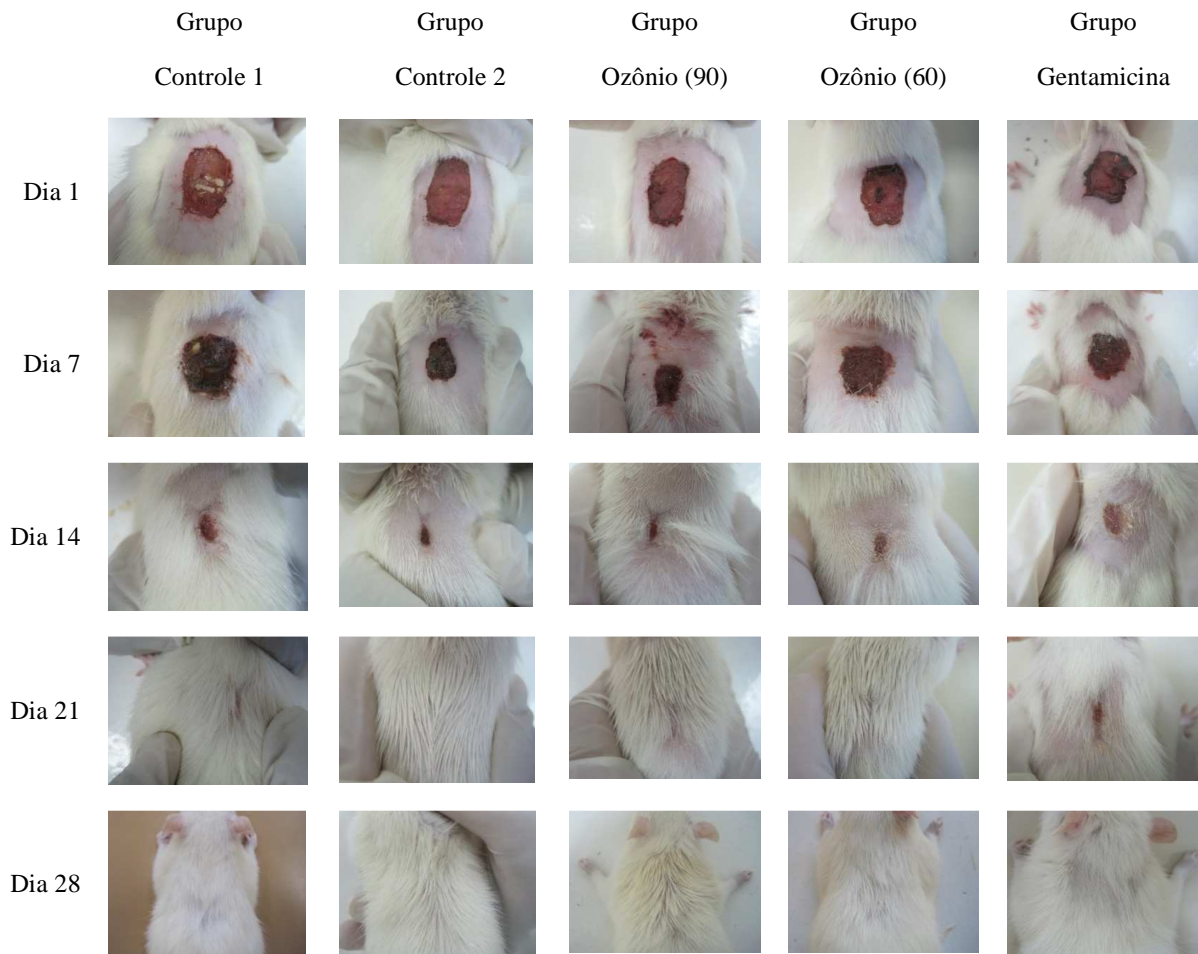 Grupo Grupo Grupo Grupo Grupo
Controle 1 Controle 2 Ozônio (90) Ozônio (60) Gentamicina
Dia 1
Dia 7
Dia 14
Dia 21
Dia 28